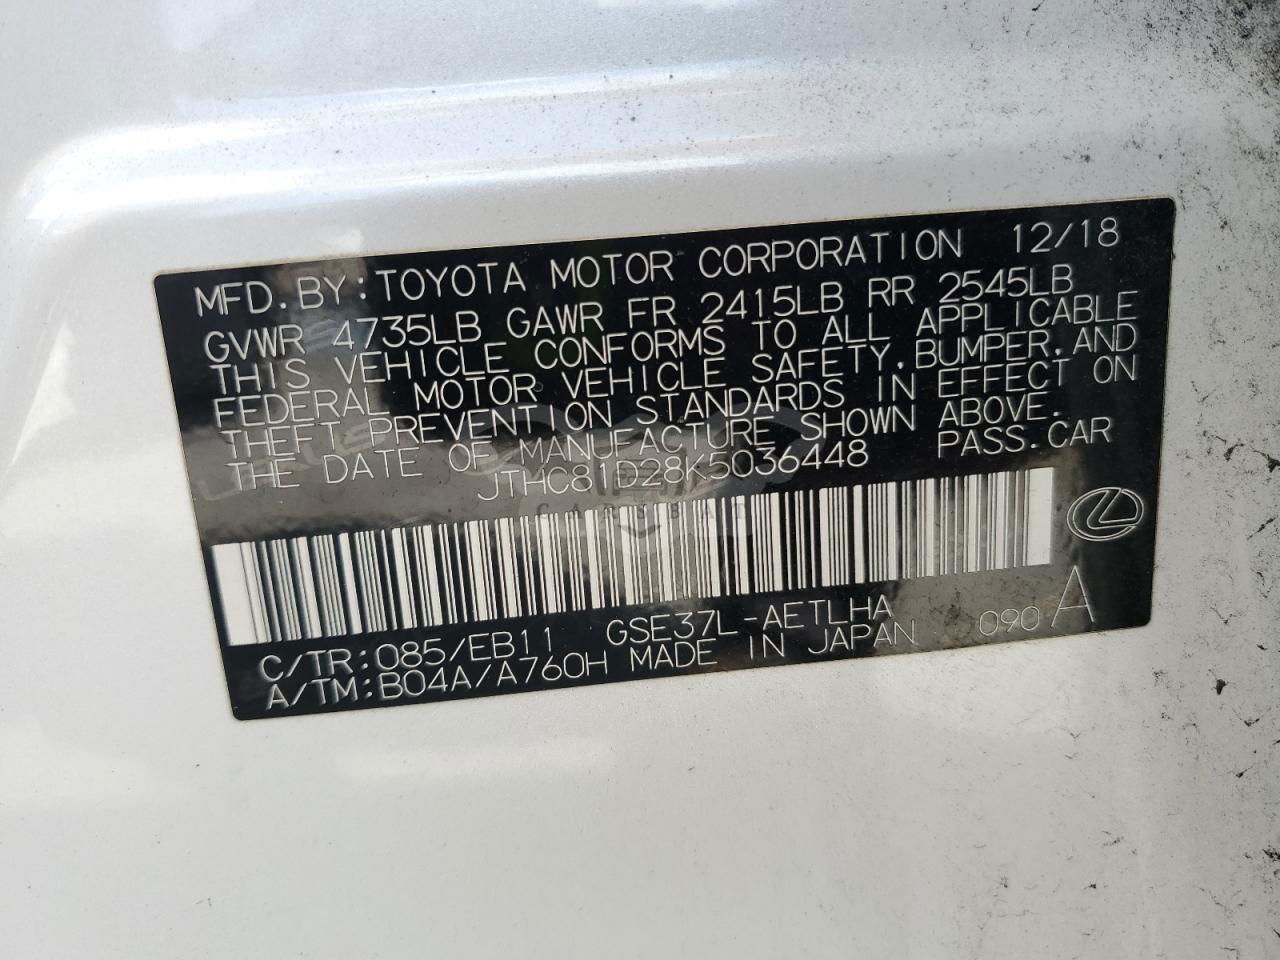 MFD. BY: TOYOTA MOTOR CORPORATION 12/18
GVWR 4735LB GAWR FR 2415LB RR 2545LB
THIS VEHICLE CONFORMS TO ALL APPLICABLE
FEDERAL MOTOR VEHICLE SAFETY, BUMPER, AND
THEFT PREVENTION STANDARDS IN EFFECT ON
THE DATE OF MANUFACTURE SHOWN ABOVE.
JTHC81D28K5036448 PASS. CAR
C/TR: 085/EB11 GSE37L-AETLHA
A/TM: B04A/A760H MADE IN JAPAN 090 A